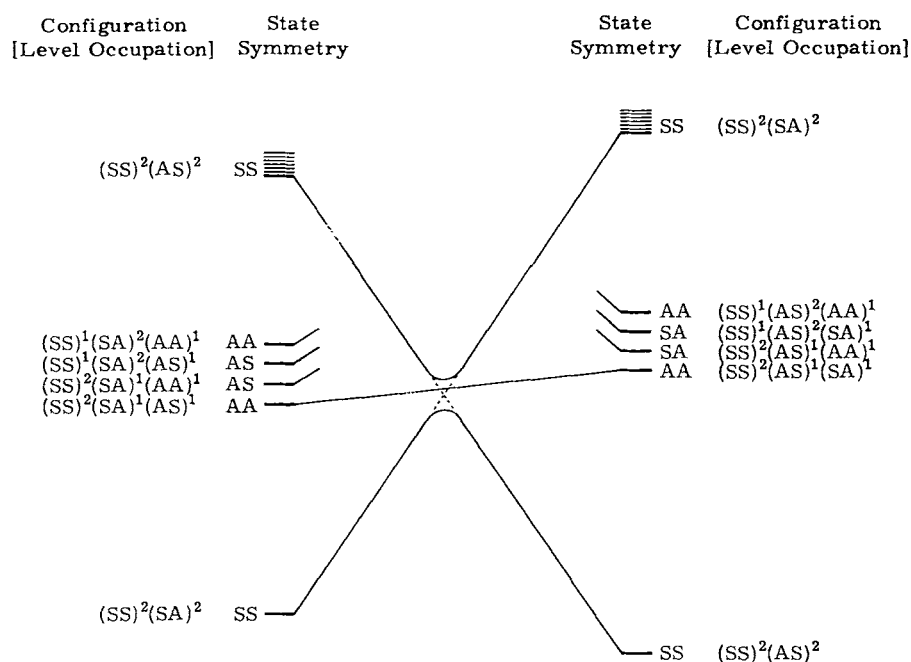 Configuration State State Configuration
[Level Occupation] Symmetry Symmetry [Level Occupation]
SS (SS)²(SA)²
(SS)²(AS)² SS
AA (SS)¹(AS)²(AA)¹
SA (SS)¹(AS)²(SA)¹
(SS)¹(SA)²(AA)¹ AA
SA (SS)²(AS)¹(AA)¹
(SS)¹(SA)²(AS)¹ AS
AA (SS)²(AS)¹(SA)¹
(SS)²(SA)¹(AA)¹ AS
(SS)²(SA)¹(AS)¹ AA
(SS)²(SA)² SS
SS (SS)²(AS)²